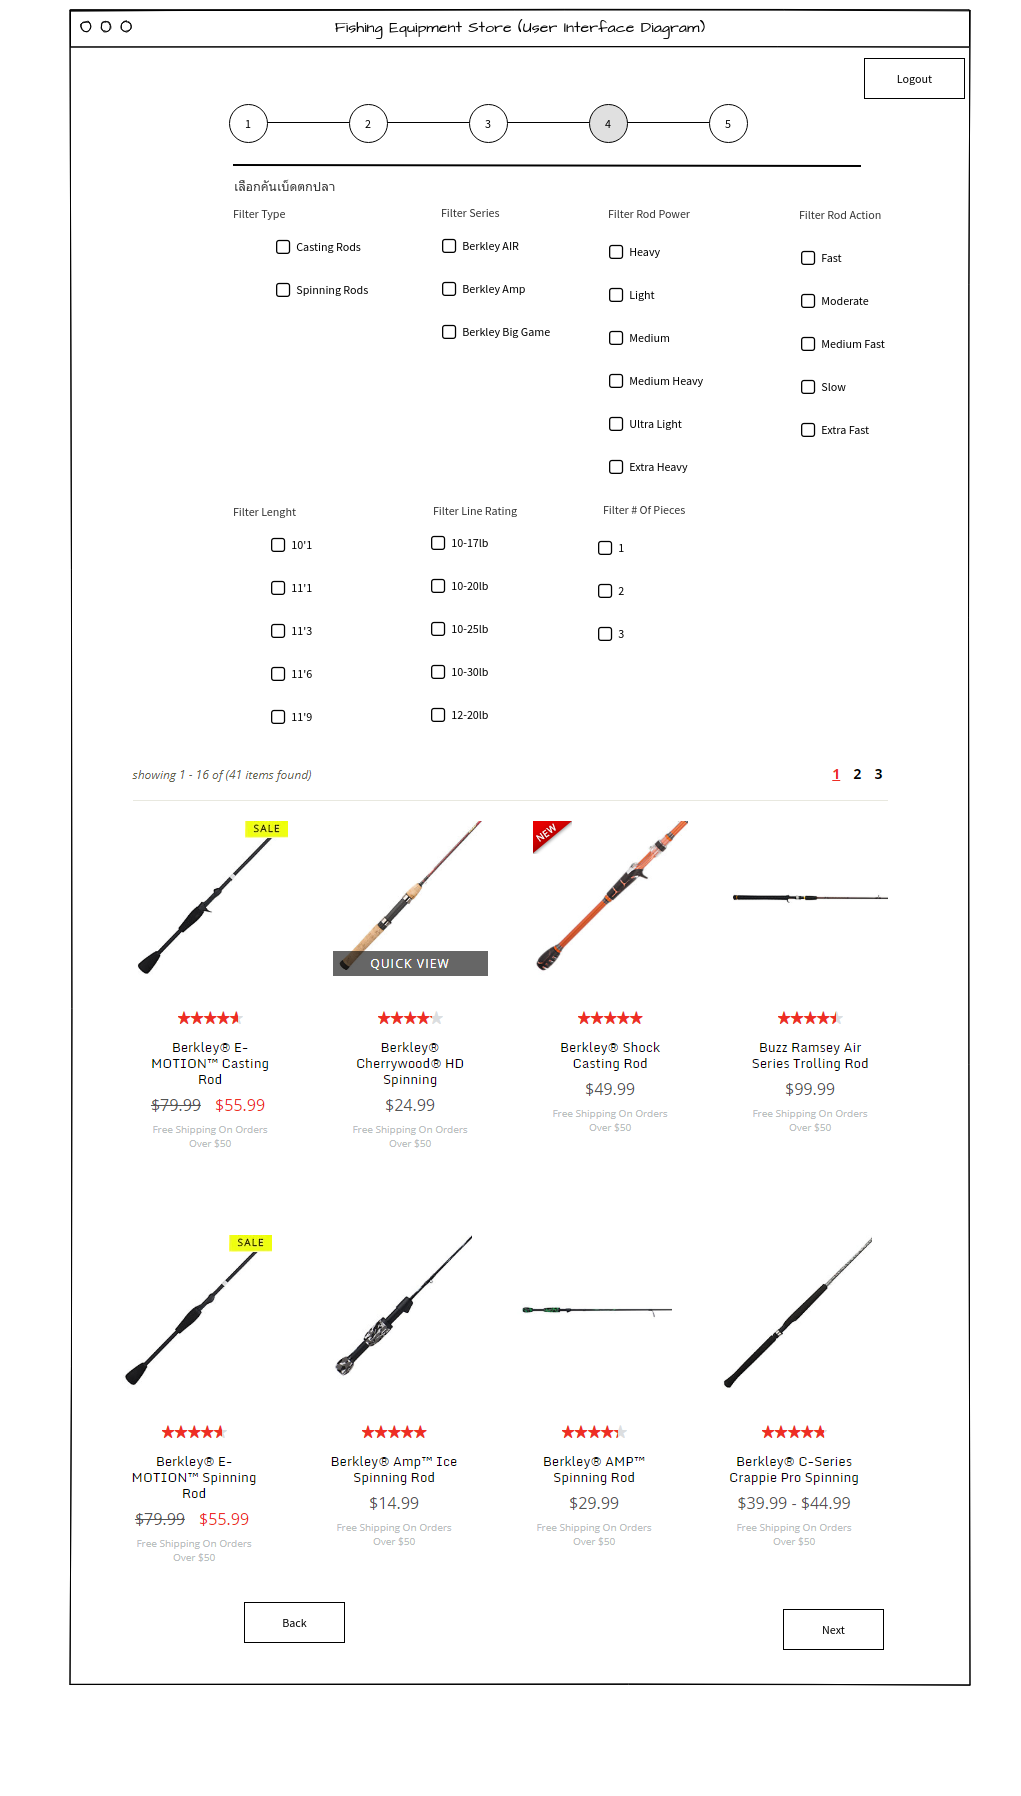 Fishing Equipment Store (User Interface Diagram)
Logout
1 2 3 4 5
เลือกคันเบ็ดตกปลา
Filter Type
Casting Rods
Spinning Rods
Filter Series
Berkley AIR
Berkley Amp
Berkley Big Game
Filter Rod Power
Heavy
Light
Medium
Medium Heavy
Ultra Light
Extra Heavy
Filter Rod Action
Fast
Moderate
Medium Fast
Slow
Extra Fast
Filter Lenght
10'1
11'1
11'3
11'6
11'9
Filter Line Rating
10-17lb
10-20lb
10-25lb
10-30lb
12-20lb
Filter # Of Pieces
1
2
3
showing 1 - 16 of (41 items found)
1 2 3
SALE
Berkley® E-
MOTION™ Casting
Rod
$79.99 $55.99
Free Shipping On Orders
Over $50
QUICK VIEW
Berkley®
Cherrywood® HD
Spinning
$24.99
Free Shipping On Orders
Over $50
NEW
Berkley® Shock
Casting Rod
$49.99
Free Shipping On Orders
Over $50
Buzz Ramsey Air
Series Trolling Rod
$99.99
Free Shipping On Orders
Over $50
SALE
Berkley® E-
MOTION™ Spinning
Rod
$79.99 $55.99
Free Shipping On Orders
Over $50
Berkley® Amp™ Ice
Spinning Rod
$14.99
Free Shipping On Orders
Over $50
Berkley® AMP™
Spinning Rod
$29.99
Free Shipping On Orders
Over $50
Berkley® C-Series
Crappie Pro Spinning
$39.99 - $44.99
Free Shipping On Orders
Over $50
Back
Next